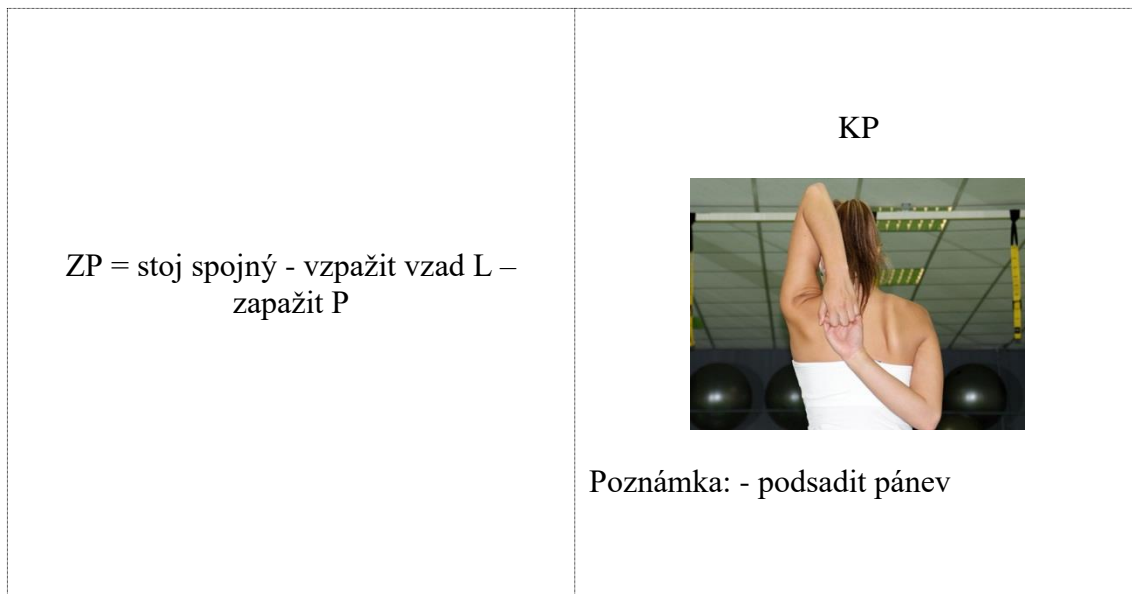 ZP = stoj spojný - vzpažit vzad L –
zapažit P
KP
Poznámka: - podsadit pánev